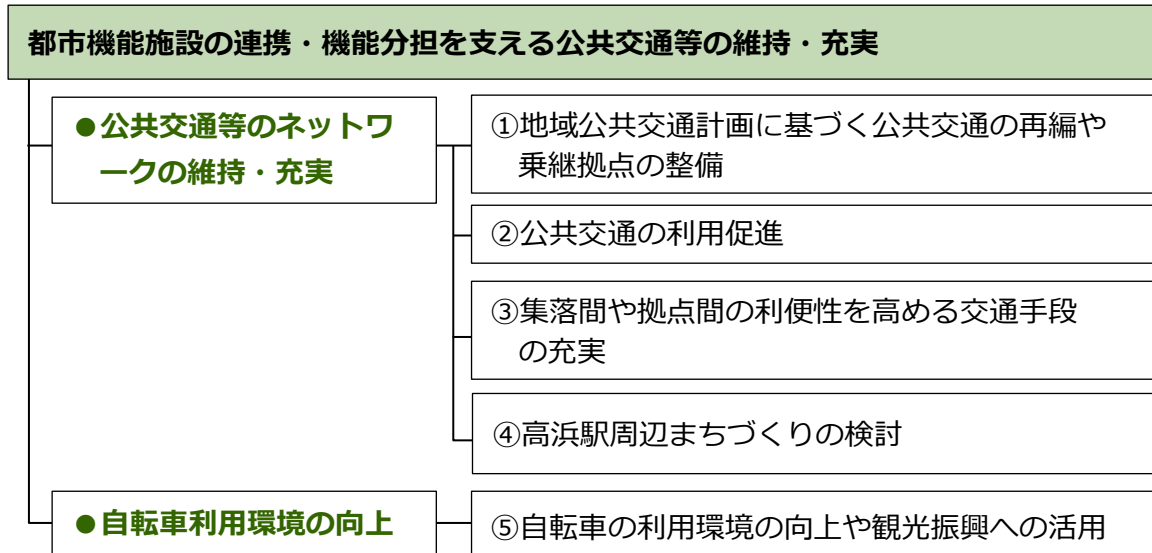 都市機能施設の連携・機能分担を支える公共交通等の維持・充実
●公共交通等のネットワ
ークの維持・充実
①地域公共交通計画に基づく公共交通の再編や
乗継拠点の整備
②公共交通の利用促進
③集落間や拠点間の利便性を高める交通手段
の充実
④高浜駅周辺まちづくりの検討
●自転車利用環境の向上
⑤自転車の利用環境の向上や観光振興への活用